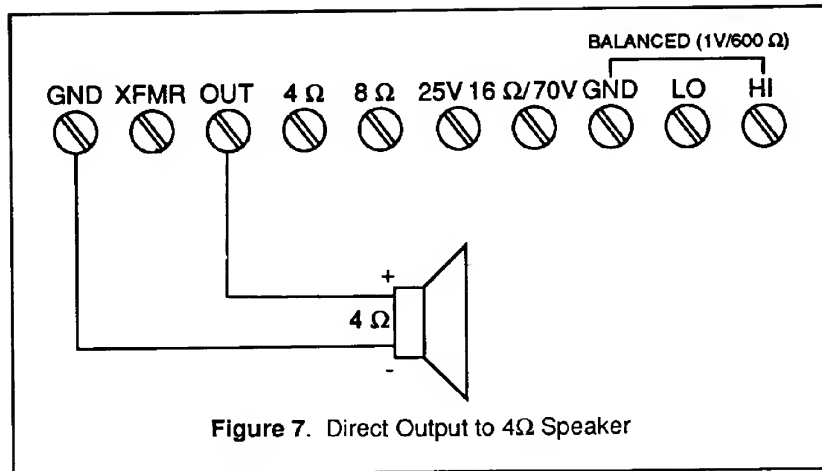 BALANCED (1V/600 Ω)
GND XFMR OUT 4 Ω 8 Ω 25V 16 Ω/70V GND LO HI
+
4 Ω
-
Figure 7. Direct Output to 4Ω Speaker